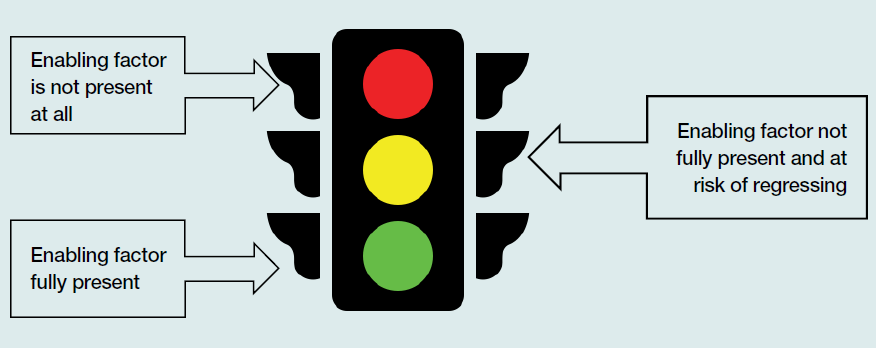 Enabling factor
is not present
at all
Enabling factor not
fully present and at
risk of regressing
Enabling factor
fully present